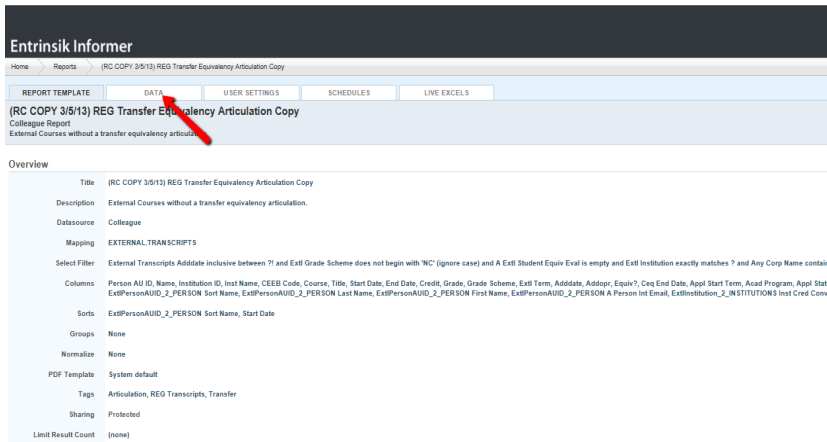 Entrinsik Informer
Home Reports (RC COPY 3/5/13) REG Transfer Equivalency Articulation Copy
REPORT TEMPLATE DATA USER SETTINGS SCHEDULES LIVE EXCELS
(RC COPY 3/5/13) REG Transfer Equivalency Articulation Copy
Colleague Report
External Courses without a transfer equivalency
Overview
Title (RC COPY 3/5/13) REG Transfer Equivalency Articulation Copy
Description External Courses without a transfer equivalency articulation.
Datasource Colleague
Mapping EXTERNAL.TRANSCRIPTS
Select Filter External Transcripts Adddate inclusive between ?! and Extl Grade Scheme does not begin with 'NC' (ignore case) and A Extl Student Equiv Eval is empty and Extl Institution exactly matches ? and Any Corp Name contain
Columns Person AU ID, Name, Institution ID, Inst Name, CEEB Code, Course, Title, Start Date, End Date, Credit, Grade, Grade Scheme, Extl Term, Adddate, Addopr, Equiv?, Ceq End Date, Appl Start Term, Acad Program, Appl Stat
ExtlPersonAUID_2_PERSON Sort Name, ExtlPersonAUID_2_PERSON Last Name, ExtlPersonAUID_2_PERSON First Name, ExtlPersonAUID_2_PERSON A Person Int Email, ExtlInstitution_2_INSTITUTIONS Inst Cred Conv
Sorts ExtlPersonAUID_2_PERSON Sort Name, Start Date
Groups None
Normalize None
PDF Template System default
Tags Articulation, REG Transcripts, Transfer
Sharing Protected
Limit Result Count (none)